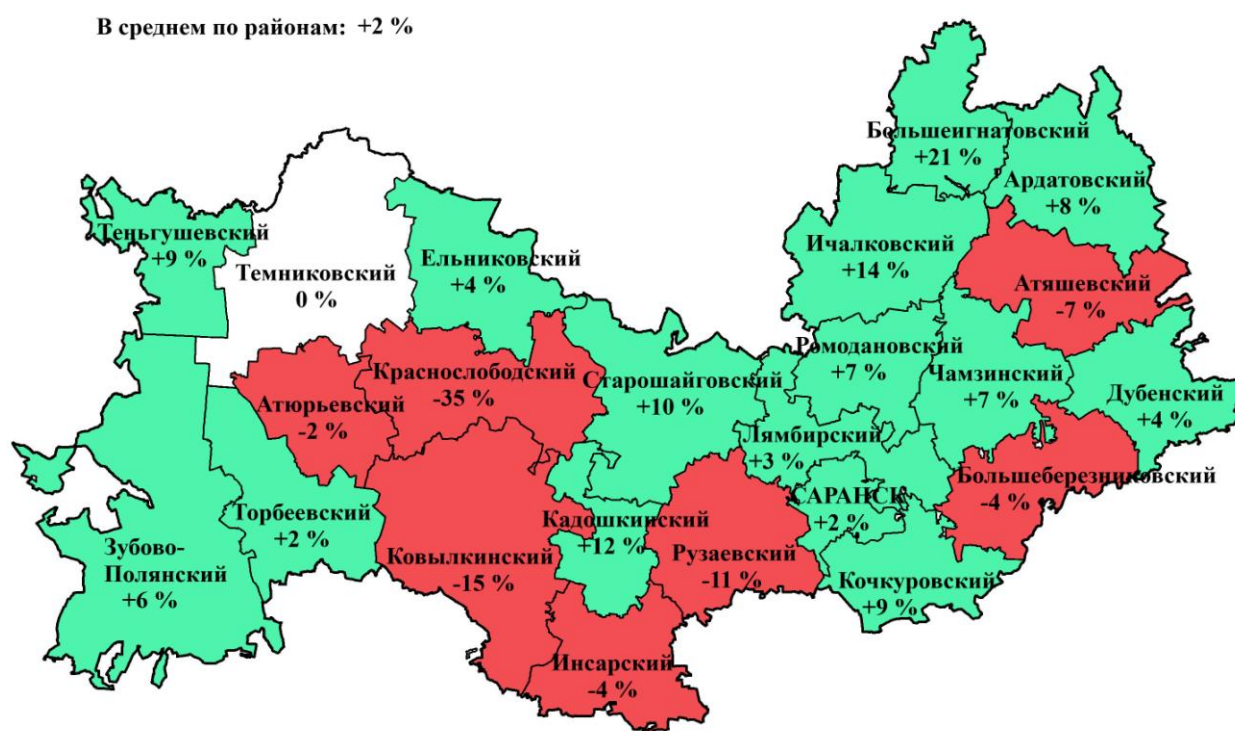 В среднем по районам: +2 %
Большеигнатовский
+21 %
Ардатовский
+8 %
Теньгушевский
+9 %
Темниковский
0 %
Ельниковский
+4 %
Ичалковский
+14 %
Атяшевский
-7 %
Краснослободский
-35 %
Атюрьевский
-2 %
Старошайговский
+10 %
Ромодановский
+7 %
Чамзинский
+7 %
Дубенский
+4 %
Лямбирский
+3 %
Большеберезниковский
-4 %
САРАНСК
+2 %
Торбеевский
+2 %
Кадошкинский
+12 %
Зубово-
Полянский
+6 %
Ковылкинский
-15 %
Рузаевский
-11 %
Кочкуровский
+9 %
Инсарский
-4 %